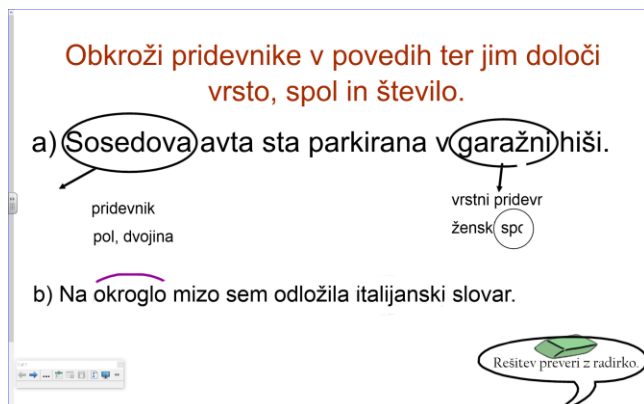 Obkroži pridevnike v povedih ter jim določi
vrsto, spol in število.
a) Sosedova avta sta parkirana v garažni hiši.
pridevnik
pol, dvojina
vrstni pridevr
žensk spo
b) Na okroglo mizo sem odložila italijanski slovar.
Rešitev preveri z radirko.